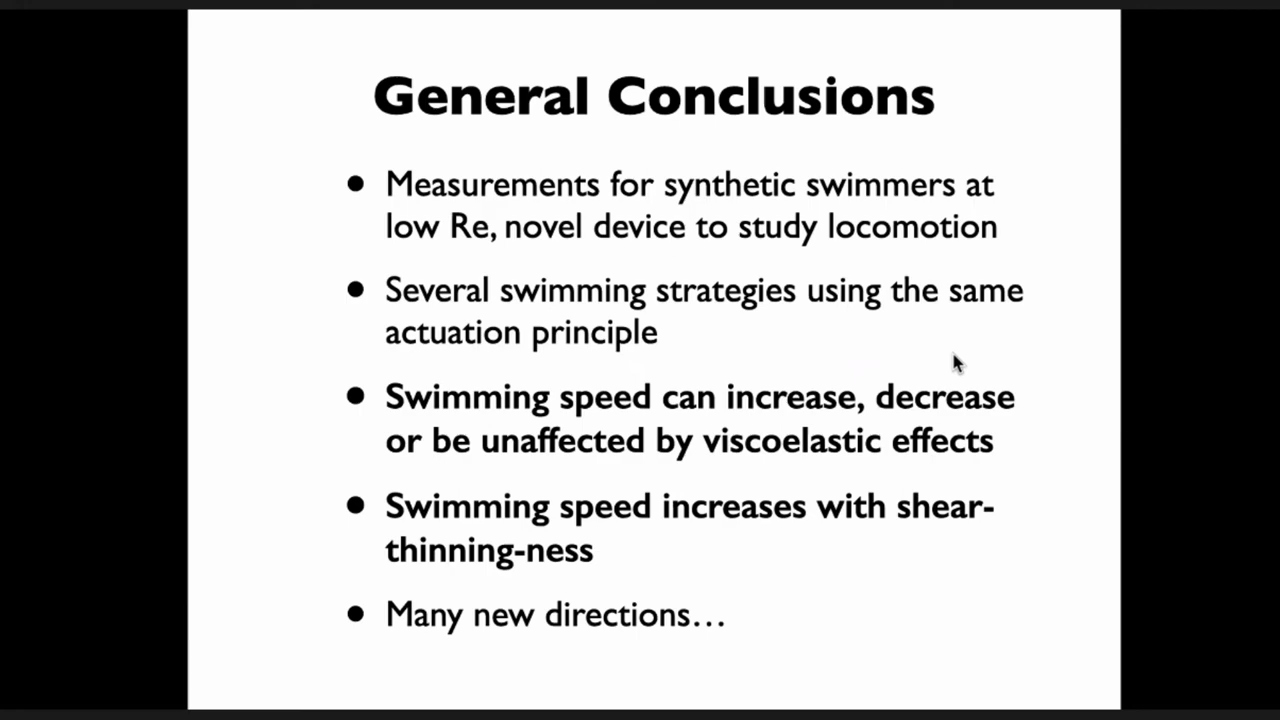 General Conclusions
• Measurements for synthetic swimmers at
low Re, novel device to study locomotion
• Several swimming strategies using the same
actuation principle
• Swimming speed can increase, decrease
or be unaffected by viscoelastic effects
• Swimming speed increases with shear-
thinning-ness
• Many new directions…